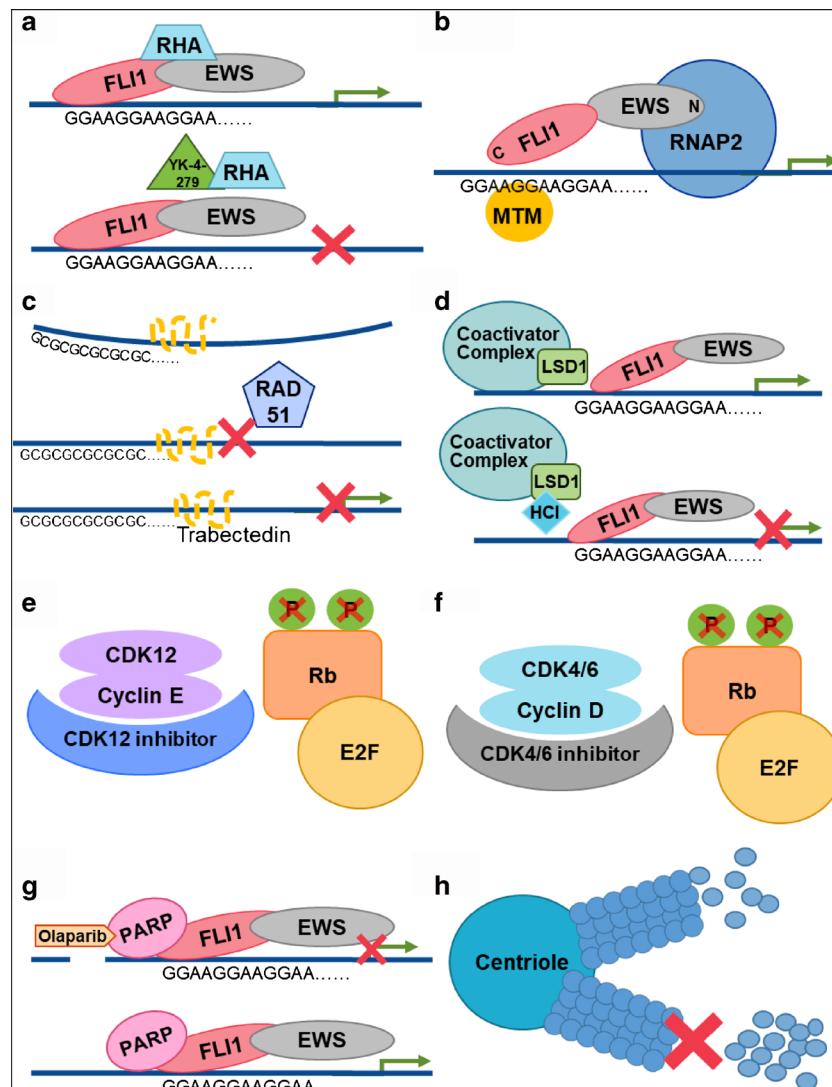 a
RHA
FLI1
EWS
GGAAGGAAGGAA……
YK-4-
279
RHA
FLI1
EWS
GGAAGGAAGGAA……
b
EWS
N
FLI1
C
RNAP2
GGAAGGAAGGAA……
MTM
c
GCGCGCGCGCGC……
RAD
51
GCGCGCGCGCGC……
GCGCGCGCGCGC……
Trabectedin
d
Coactivator
Complex
LSD1
FLI1
EWS
GGAAGGAAGGAA……
Coactivator
Complex
LSD1
HCI
FLI1
EWS
GGAAGGAAGGAA……
e
P
P
CDK12
Cyclin E
CDK12 inhibitor
Rb
E2F
f
P
P
CDK4/6
Cyclin D
CDK4/6 inhibitor
Rb
E2F
g
Olaparib
PARP
FLI1
EWS
GGAAGGAAGGAA……
PARP
FLI1
EWS
GGAAGGAAGGAA
h
Centriole